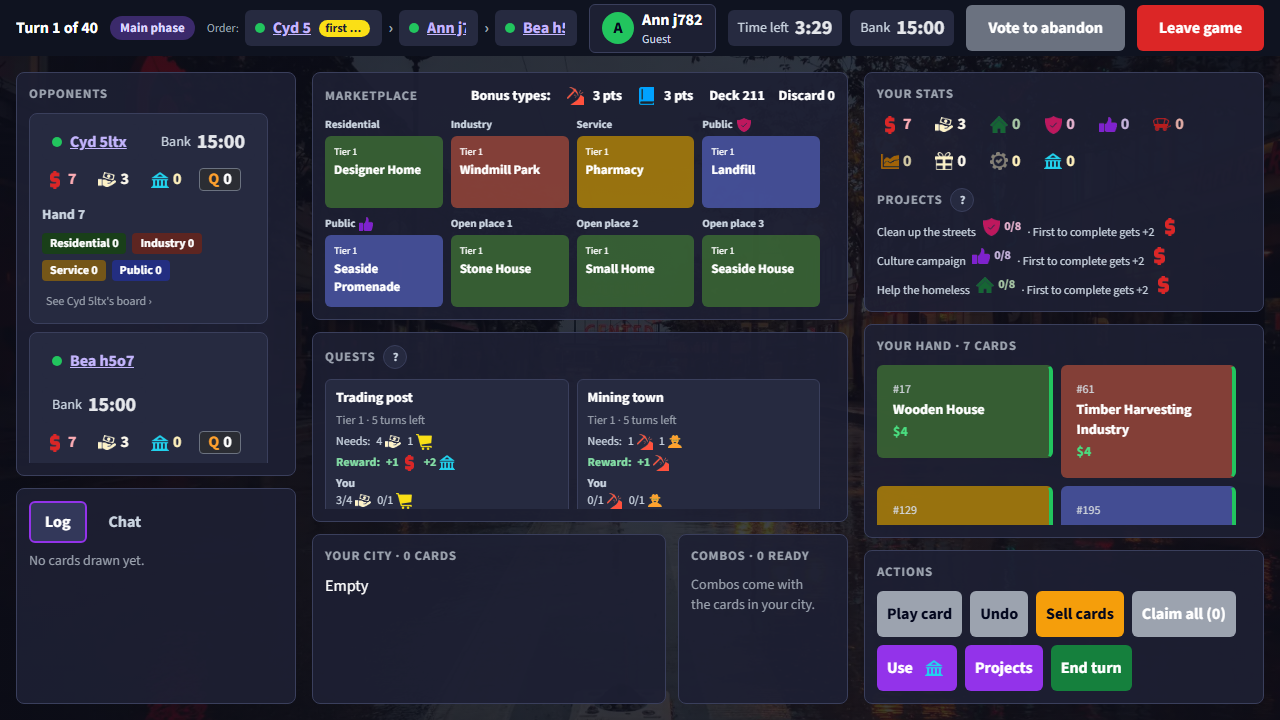 Turn 1 of 40 Main phase Order: Cyd 5 first ... › Ann j7 › Bea h5 A Ann j782 Guest Time left 3:29 Bank 15:00 Vote to abandon Leave game
OPPONENTS
Cyd 5ltx Bank 15:00
7 3 0 Q 0
Hand 7
Residential 0 Industry 0
Service 0 Public 0
See Cyd 5ltx's board ›
Bea h5o7
Bank 15:00
7 3 0 Q 0
Log Chat
No cards drawn yet.
MARKETPLACE Bonus types: 3 pts 3 pts Deck 211 Discard 0
Residential Industry Service Public
Tier 1 Tier 1 Tier 1 Tier 1
Designer Home Windmill Park Pharmacy Landfill
Public Open place 1 Open place 2 Open place 3
Tier 1 Tier 1 Tier 1 Tier 1
Seaside Stone House Small Home Seaside House
Promenade
QUESTS ?
Trading post Mining town
Tier 1 · 5 turns left Tier 1 · 5 turns left
Needs: 4 1 Needs: 1 1
Reward: +1 +2 Reward: +1
You You
3/4 0/1 0/1 0/1
YOUR CITY · 0 CARDS
Empty
COMBOS · 0 READY
Combos come with
the cards in your city.
YOUR STATS
7 3 0 0 0 0
0 0 0 0
PROJECTS ?
Clean up the streets 0/8 · First to complete gets +2
Culture campaign 0/8 · First to complete gets +2
Help the homeless 0/8 · First to complete gets +2
YOUR HAND · 7 CARDS
#17 #61
Wooden House Timber Harvesting
$4 Industry
$4
#129 #195
ACTIONS
Play card Undo Sell cards Claim all (0)
Use Projects End turn